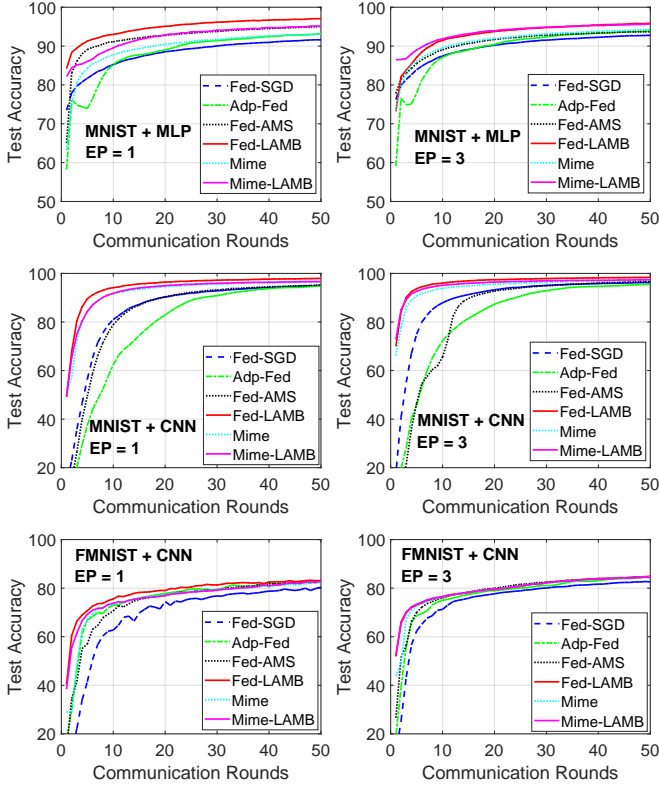 100
90
80
70
60
50
Test Accuracy
MNIST + MLP
EP = 1
Fed-SGD
Adp-Fed
Fed-AMS
Fed-LAMB
Mime
Mime-LAMB
0 10 20 30 40 50
Communication Rounds
100
90
80
70
60
50
Test Accuracy
MNIST + MLP
EP = 3
Fed-SGD
Adp-Fed
Fed-AMS
Fed-LAMB
Mime
Mime-LAMB
0 10 20 30 40 50
Communication Rounds
100
80
60
40
20
Test Accuracy
MNIST + CNN
EP = 1
Fed-SGD
Adp-Fed
Fed-AMS
Fed-LAMB
Mime
Mime-LAMB
0 10 20 30 40 50
Communication Rounds
100
80
60
40
20
Test Accuracy
MNIST + CNN
EP = 3
Fed-SGD
Adp-Fed
Fed-AMS
Fed-LAMB
Mime
Mime-LAMB
0 10 20 30 40 50
Communication Rounds
100
80
60
40
20
Test Accuracy
FMNIST + CNN
EP = 1
Fed-SGD
Adp-Fed
Fed-AMS
Fed-LAMB
Mime
Mime-LAMB
0 10 20 30 40 50
Communication Rounds
100
80
60
40
20
Test Accuracy
FMNIST + CNN
EP = 3
Fed-SGD
Adp-Fed
Fed-AMS
Fed-LAMB
Mime
Mime-LAMB
0 10 20 30 40 50
Communication Rounds